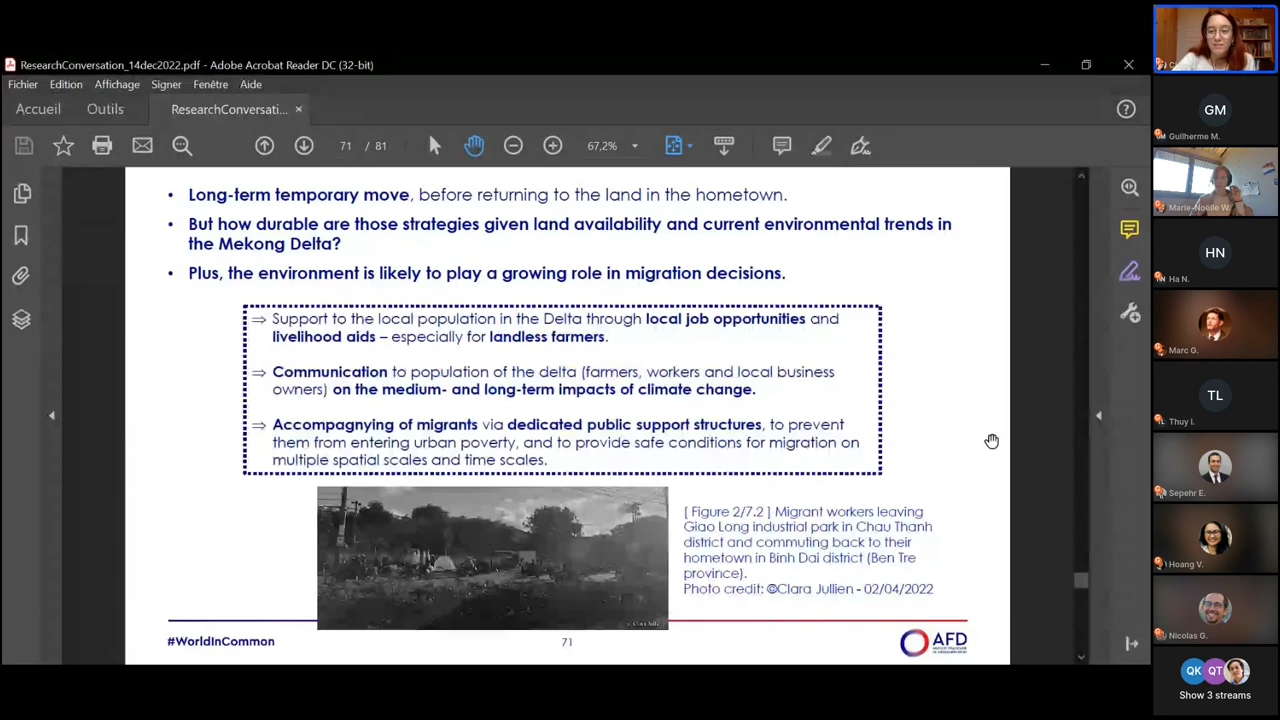 ResearchConversation_14dec2022.pdf - Adobe Acrobat Reader DC (32-bit)
Fichier Edition Affichage Signer Fenêtre Aide
Accueil Outils ResearchConversati... ×
71 / 81 67,2%
• Long-term temporary move, before returning to the land in the hometown.
• But how durable are those strategies given land availability and current environmental trends in
the Mekong Delta?
• Plus, the environment is likely to play a growing role in migration decisions.
⇒ Support to the local population in the Delta through local job opportunities and
livelihood aids – especially for landless farmers.
⇒ Communication to population of the delta (farmers, workers and local business
owners) on the medium- and long-term impacts of climate change.
⇒ Accompagnying of migrants via dedicated public support structures, to prevent
them from entering urban poverty, and to provide safe conditions for migration on
multiple spatial scales and time scales.
[ Figure 2/7.2 ] Migrant workers leaving
Giao Long industrial park in Chau Thanh
district and commuting back to their
hometown in Binh Dai district (Ben Tre
province).
Photo credit: ©Clara Jullien - 02/04/2022
#WorldInCommon
71
AFD
GM
Guilherme M.
Marie-Noëlle W.
HN
Ha N.
Marc G.
TL
Thuy l.
Sepehr E.
Hoang V.
Nicolas G.
QK QT
Show 3 streams